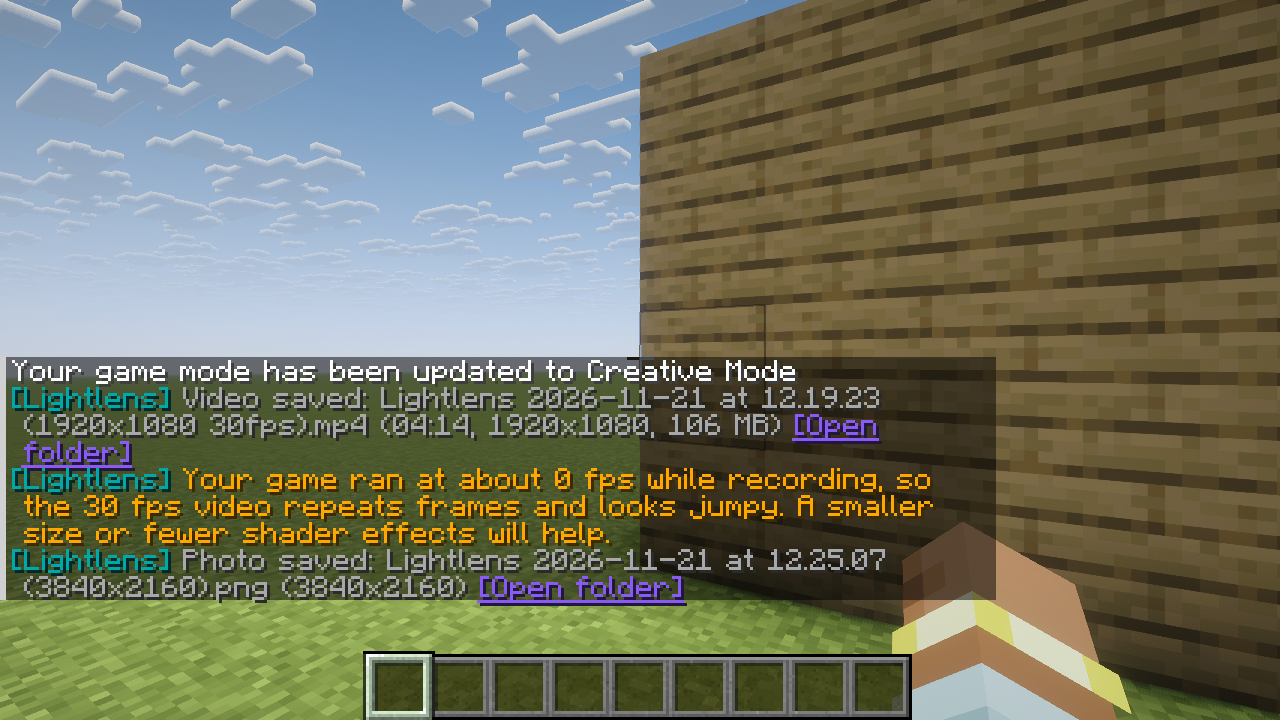 Your game mode has been updated to Creative Mode
[Lightlens] Video saved: Lightlens 2026-11-21 at 12.19.23
(1920x1080 30fps).mp4 (04:14, 1920x1080, 106 MB) [Open
folder]
[Lightlens] Your game ran at about 0 fps while recording, so
the 30 fps video repeats frames and looks jumpy. A smaller
size or fewer shader effects will help.
[Lightlens] Photo saved: Lightlens 2026-11-21 at 12.25.07
(3840x2160).png (3840x2160) [Open folder]